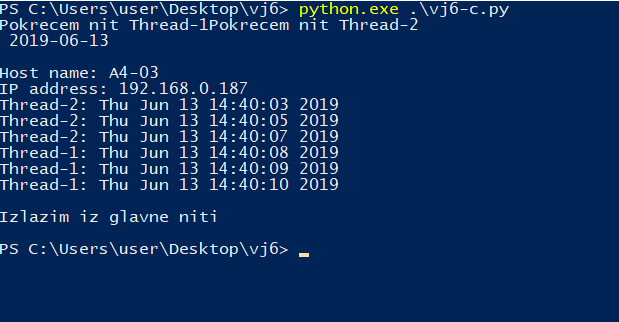 PS C:\Users\user\Desktop\vj6> python.exe .\vj6-c.py
Pokrecem nit Thread-1Pokrecem nit Thread-2
2019-06-13
Host name: A4-03
IP address: 192.168.0.187
Thread-2: Thu Jun 13 14:40:03 2019
Thread-2: Thu Jun 13 14:40:05 2019
Thread-2: Thu Jun 13 14:40:07 2019
Thread-1: Thu Jun 13 14:40:08 2019
Thread-1: Thu Jun 13 14:40:09 2019
Thread-1: Thu Jun 13 14:40:10 2019
Izlazim iz glavne niti
PS C:\Users\user\Desktop\vj6>